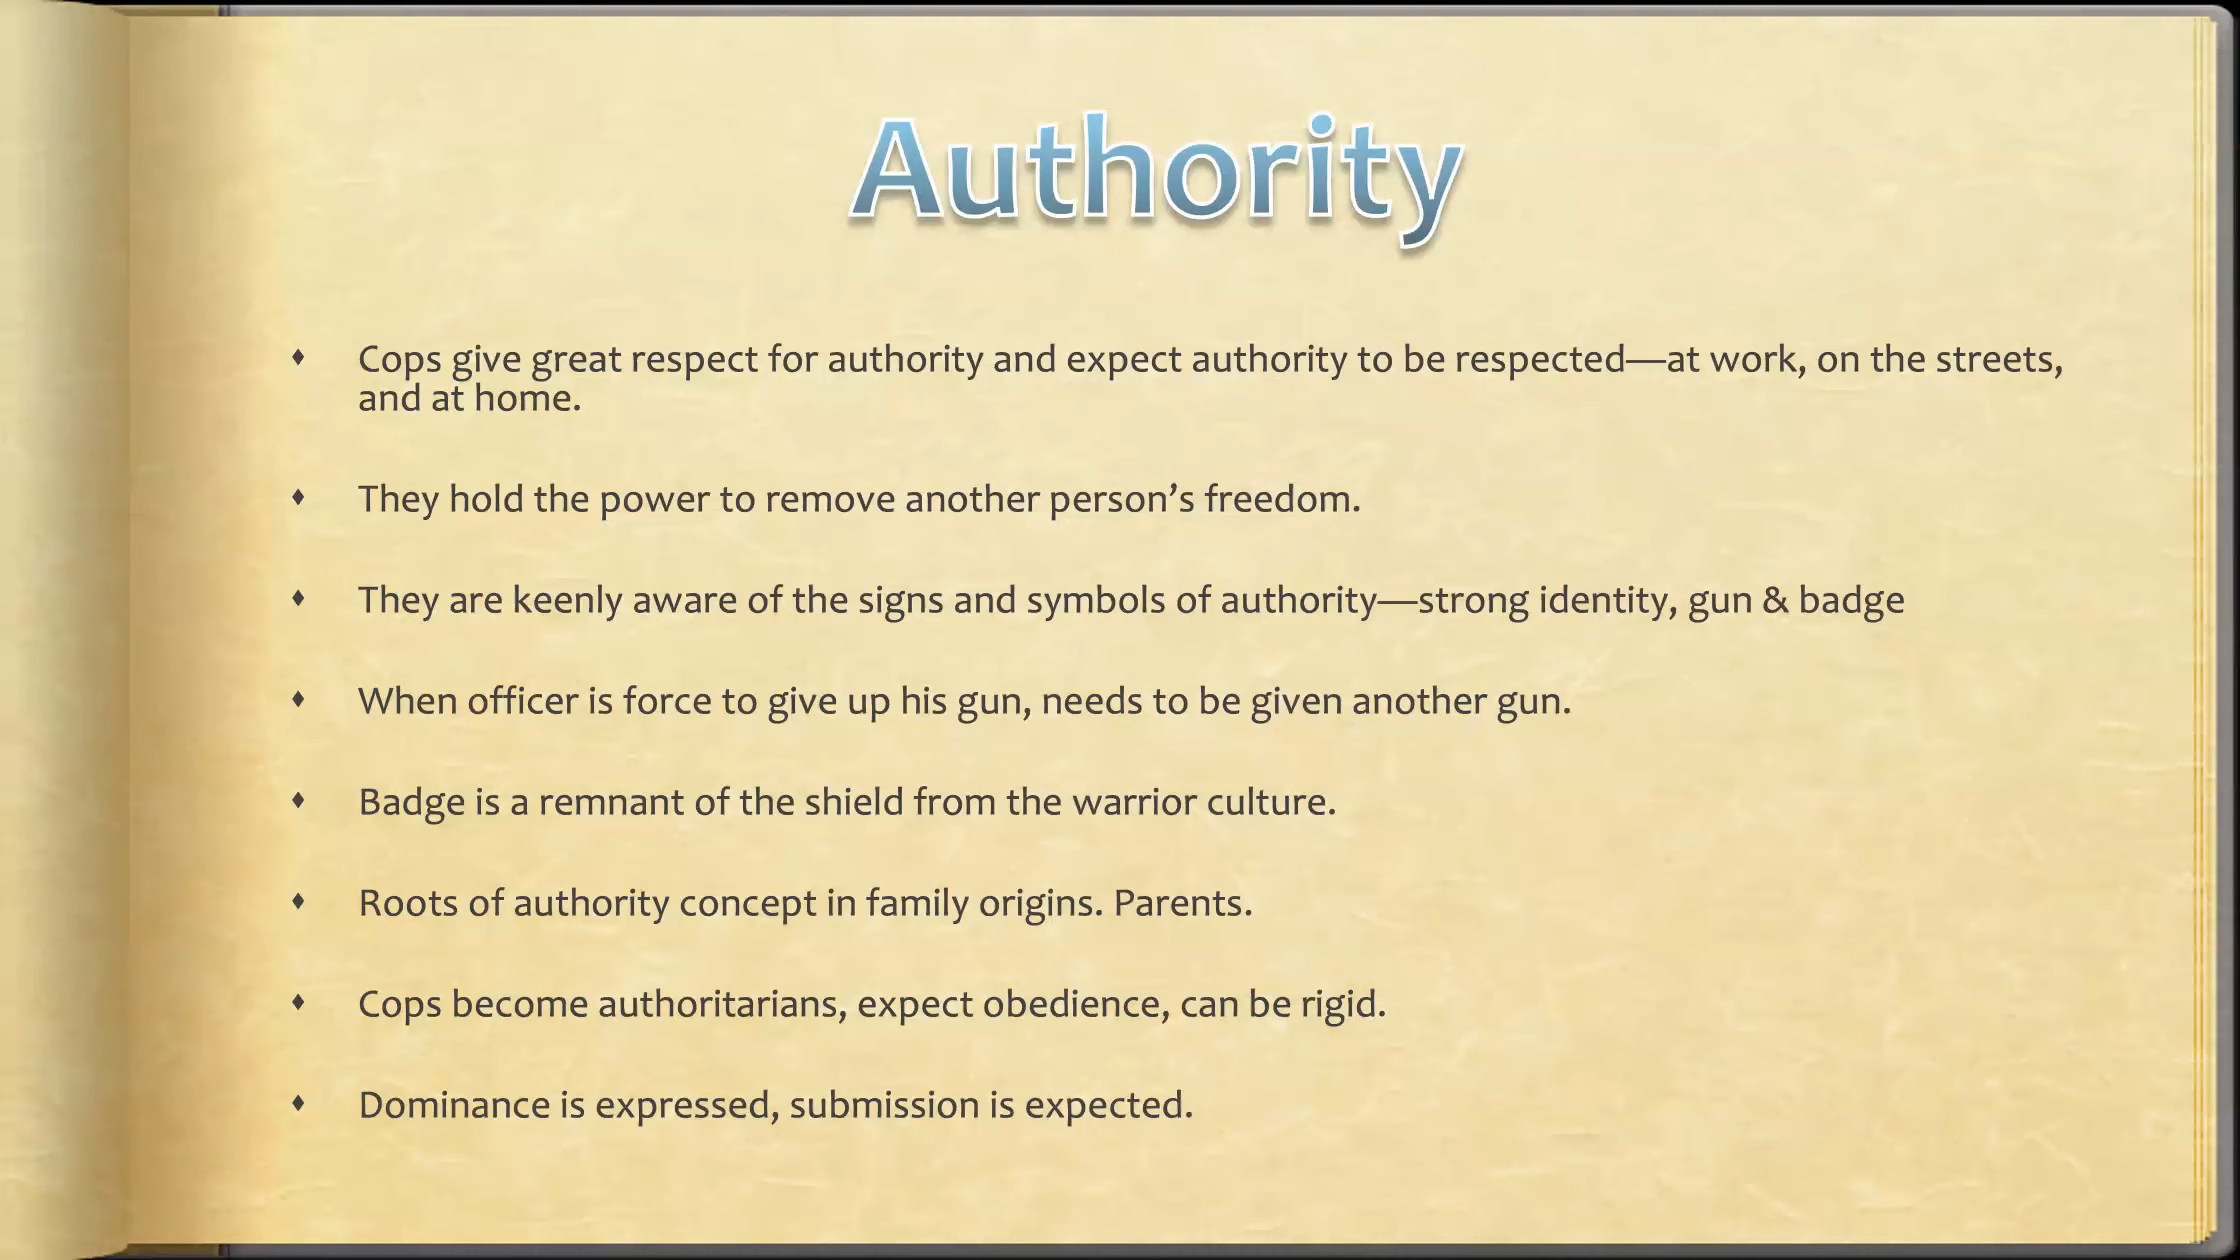 Authority
Cops give great respect for authority and expect authority to be respected—at work, on the streets,
and at home.
They hold the power to remove another person’s freedom.
They are keenly aware of the signs and symbols of authority—strong identity, gun & badge
When officer is force to give up his gun, needs to be given another gun.
Badge is a remnant of the shield from the warrior culture.
Roots of authority concept in family origins. Parents.
Cops become authoritarians, expect obedience, can be rigid.
Dominance is expressed, submission is expected.